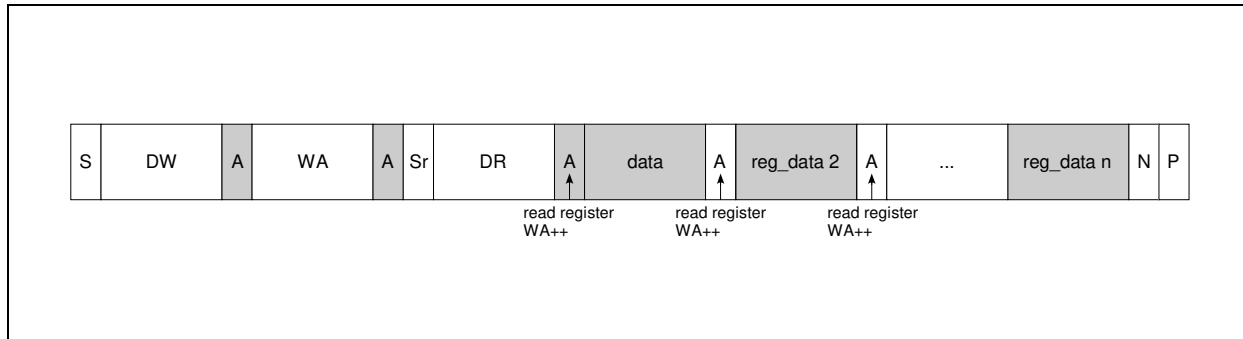 S DW A WA A Sr DR A data A reg_data 2 A ... reg_data n N P
read register read register read register
WA++ WA++ WA++